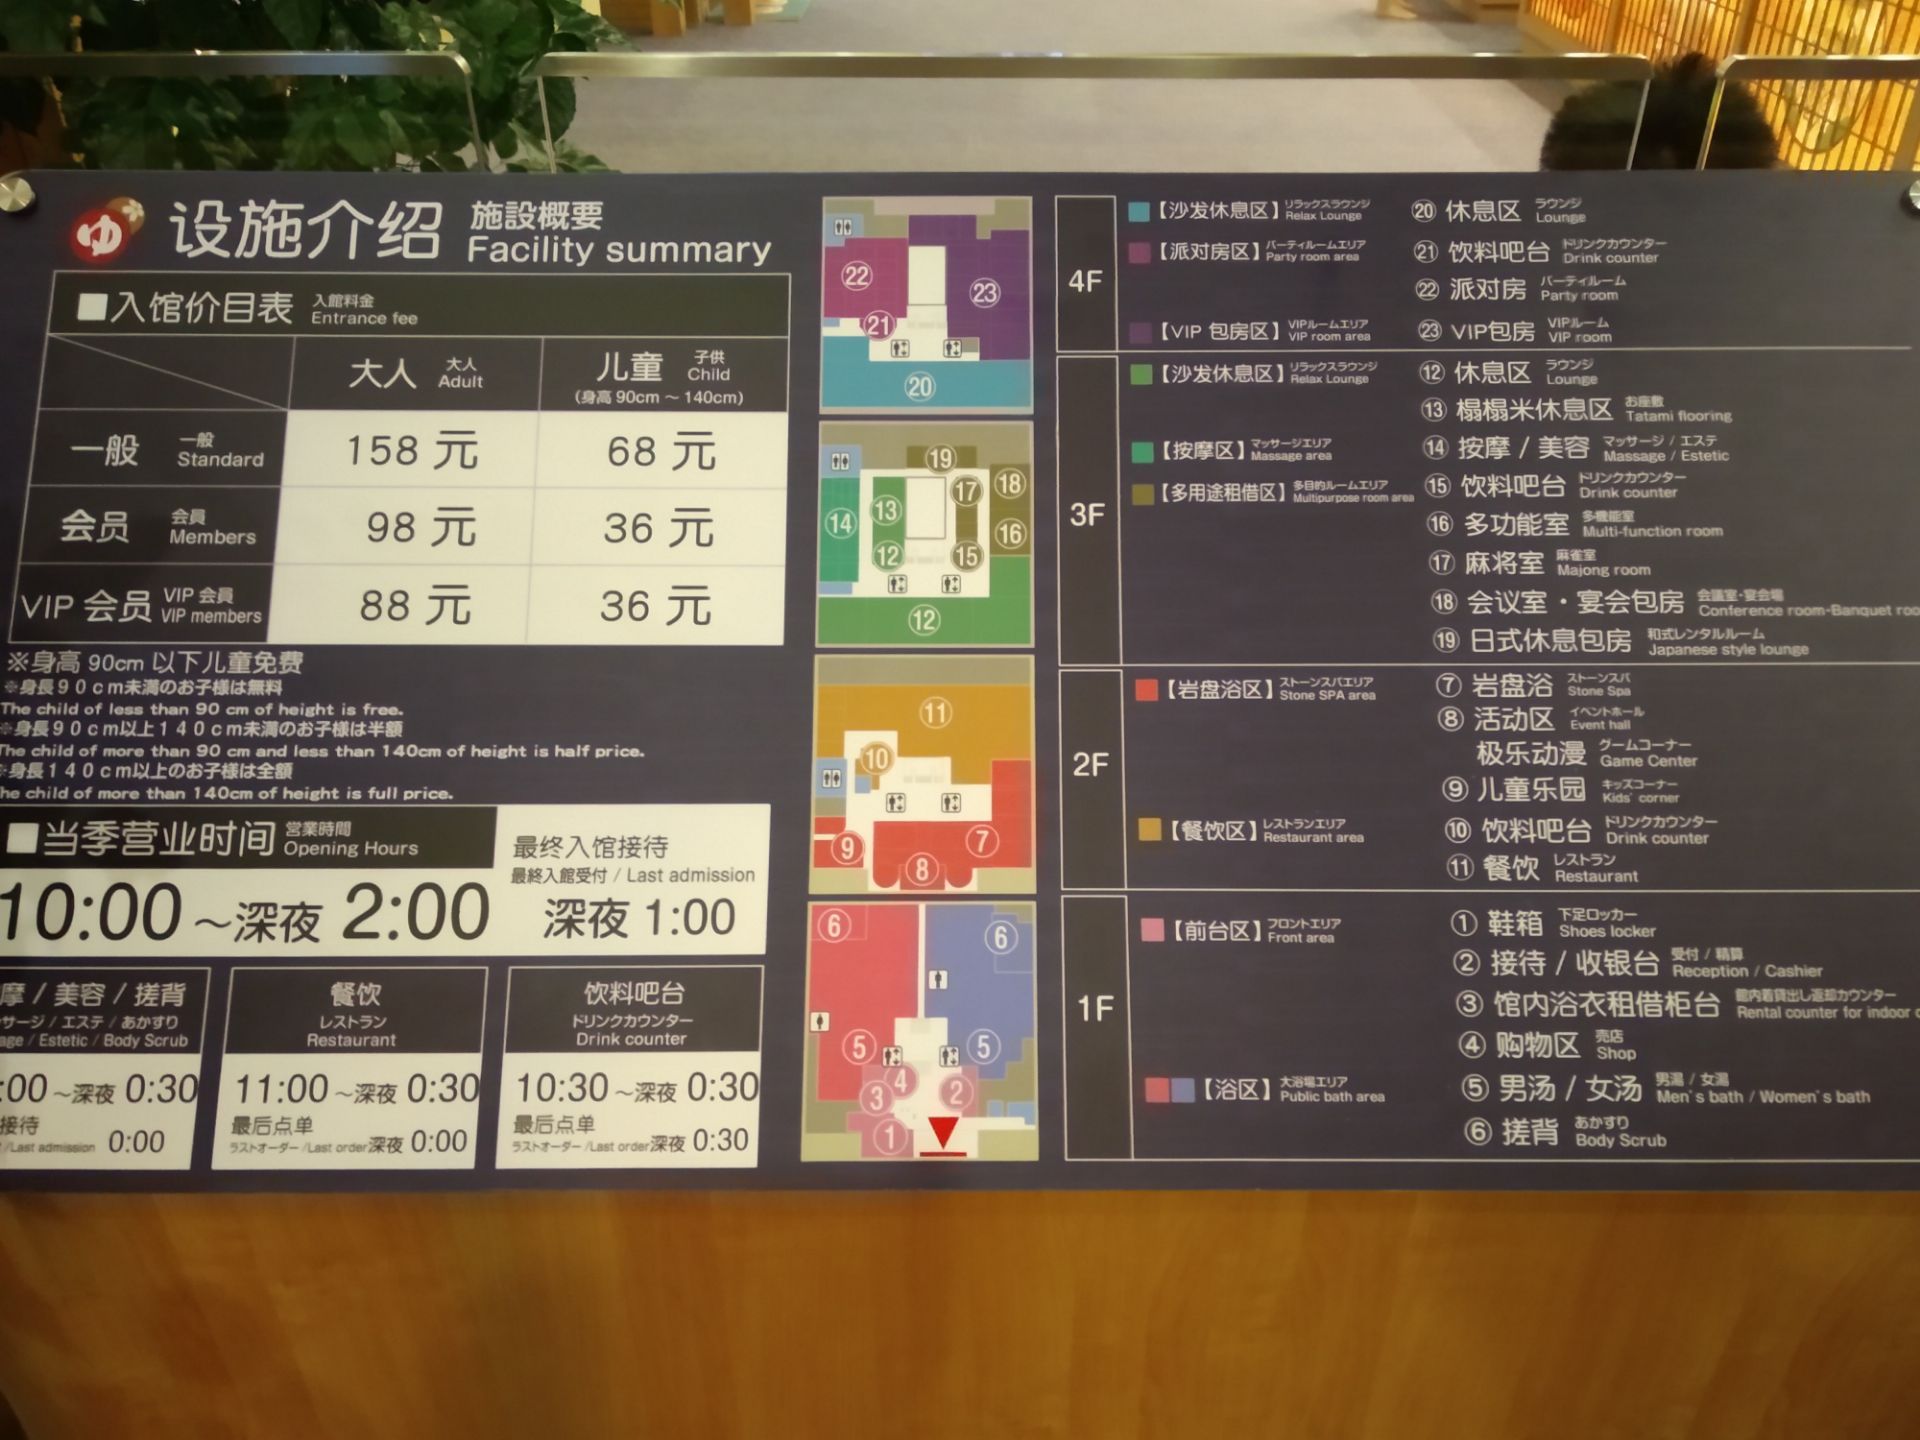 ゆ 设施介绍 施設概要
Facility summary
■入馆价目表 入館料金
Entrance fee
大人 大人 Adult
儿童 子供 Child
(身高 90cm ～ 140cm)
一般 一般 Standard 158 元 68 元
会员 会員 Members 98 元 36 元
VIP 会员 VIP 会員 VIP members 88 元 36 元
※身高 90cm 以下儿童免费
※身長９０ｃｍ未満のお子様は無料
The child of less than 90 cm of height is free.
※身長９０ｃｍ以上１４０ｃｍ未満のお子様は半額
The child of more than 90 cm and less than 140cm of height is half price.
※身長１４０ｃｍ以上のお子様は全額
he child of more than 140cm of height is full price.
■当季营业时间 営業時間 Opening Hours
10:00 ～深夜 2:00
最终入馆接待
最終入館受付 / Last admission
深夜 1:00
摩 / 美容 / 搓背
サージ / エステ / あかすり
age / Estetic / Body Scrub
:00 ～深夜 0:30
接待
/Last admission 0:00
餐饮
レストラン
Restaurant
11:00 ～深夜 0:30
最后点单
ラストオーダー /Last order 深夜 0:00
饮料吧台
ドリンクカウンター
Drink counter
10:30 ～深夜 0:30
最后点单
ラストオーダー /Last order 深夜 0:30
22
23
21
20
19
18
17
13
14
16
12
15
12
11
10
9
7
8
6
6
5
5
4
3
2
1
4F
【沙发休息区】 リラックスラウンジ Relax Lounge
【派对房区】 パーティルームエリア Party room area
【VIP 包房区】 VIPルームエリア VIP room area
⑳ 休息区 ラウンジ Lounge
㉑ 饮料吧台 ドリンクカウンター Drink counter
㉒ 派对房 パーティルーム Party room
㉓ VIP包房 VIPルーム VIP room
3F
【沙发休息区】 リラックスラウンジ Relax Lounge
【按摩区】 マッサージエリア Massage area
【多用途租借区】 多目的ルームエリア Multipurpose room area
⑫ 休息区 ラウンジ Lounge
⑬ 榻榻米休息区 お座敷 Tatami flooring
⑭ 按摩 / 美容 マッサージ / エステ Massage / Estetic
⑮ 饮料吧台 ドリンクカウンター Drink counter
⑯ 多功能室 多機能室 Multi-function room
⑰ 麻将室 麻雀室 Majong room
⑱ 会议室・宴会包房 会議室・宴会場 Conference room-Banquet roo
⑲ 日式休息包房 和式レンタルルーム Japanese style lounge
2F
【岩盘浴区】 ストーンスパエリア Stone SPA area
【餐饮区】 レストランエリア Restaurant area
⑦ 岩盘浴 ストーンスパ Stone Spa
⑧ 活动区 イベントホール Event hall
极乐动漫 ゲームコーナー Game Center
⑨ 儿童乐园 キッズコーナー Kids' corner
⑩ 饮料吧台 ドリンクカウンター Drink counter
⑪ 餐饮 レストラン Restaurant
1F
【前台区】 フロントエリア Front area
【浴区】 大浴場エリア Public bath area
① 鞋箱 下足ロッカー Shoes locker
② 接待 / 收银台 受付 / 精算 Reception / Cashier
③ 馆内浴衣租借柜台 館内着貸出し返却カウンター Rental counter for indoor
④ 购物区 売店 Shop
⑤ 男汤 / 女汤 男湯 / 女湯 Men's bath / Women's bath
⑥ 搓背 あかすり Body Scrub